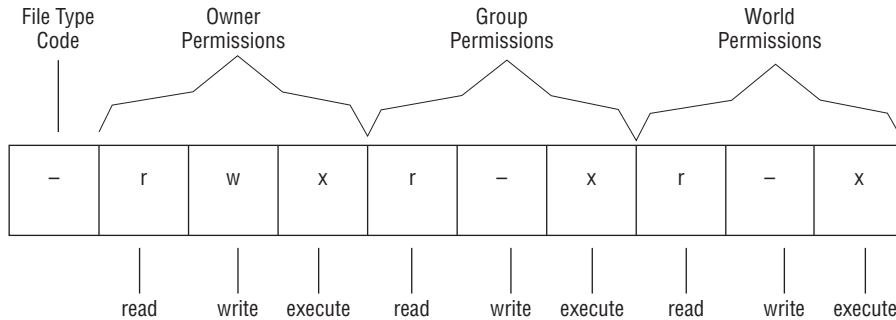 File Type Owner Group World
Code Permissions Permissions Permissions
– r w x r – x r – x
read write execute read write execute read write execute